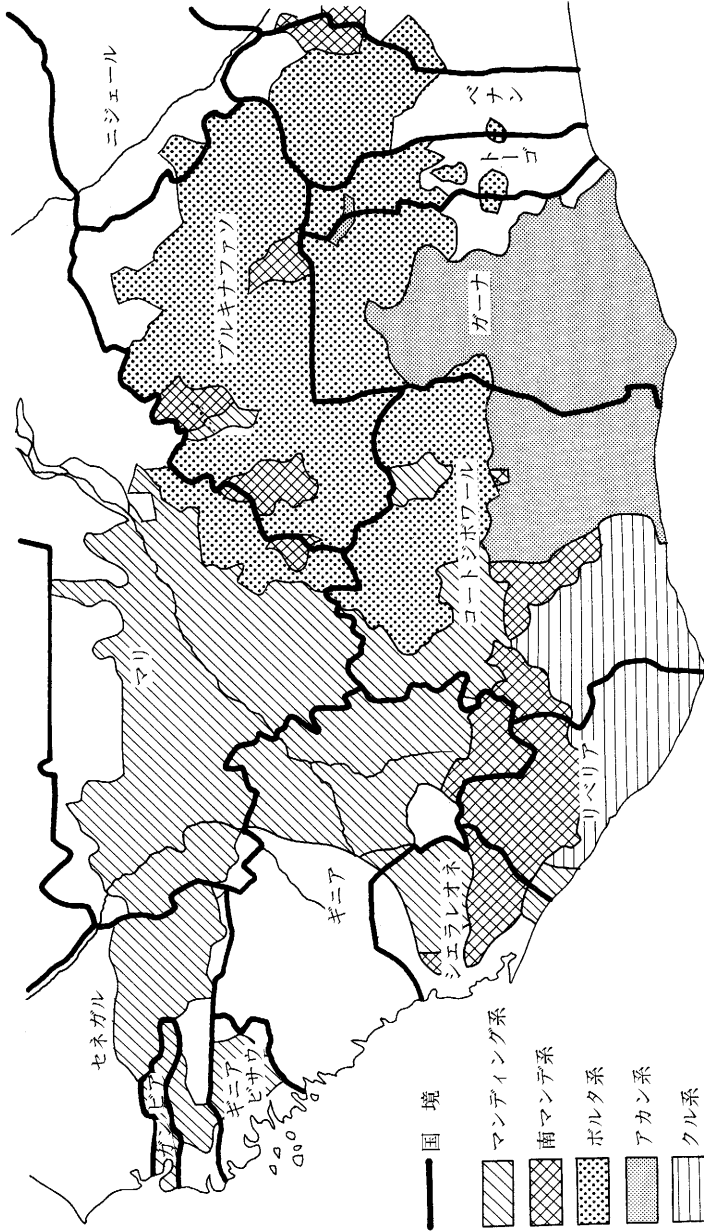 ニジェール
ブルキナファソ
ベナン
トーゴ
ガーナ
コートジボワール
マリ
リベリア
シエラレオネ
ギニア
セネガル
ガンビア
ギニア
ビサウ
国境
マンディング系
南マンデ系
ボルタ系
アカン系
クル系